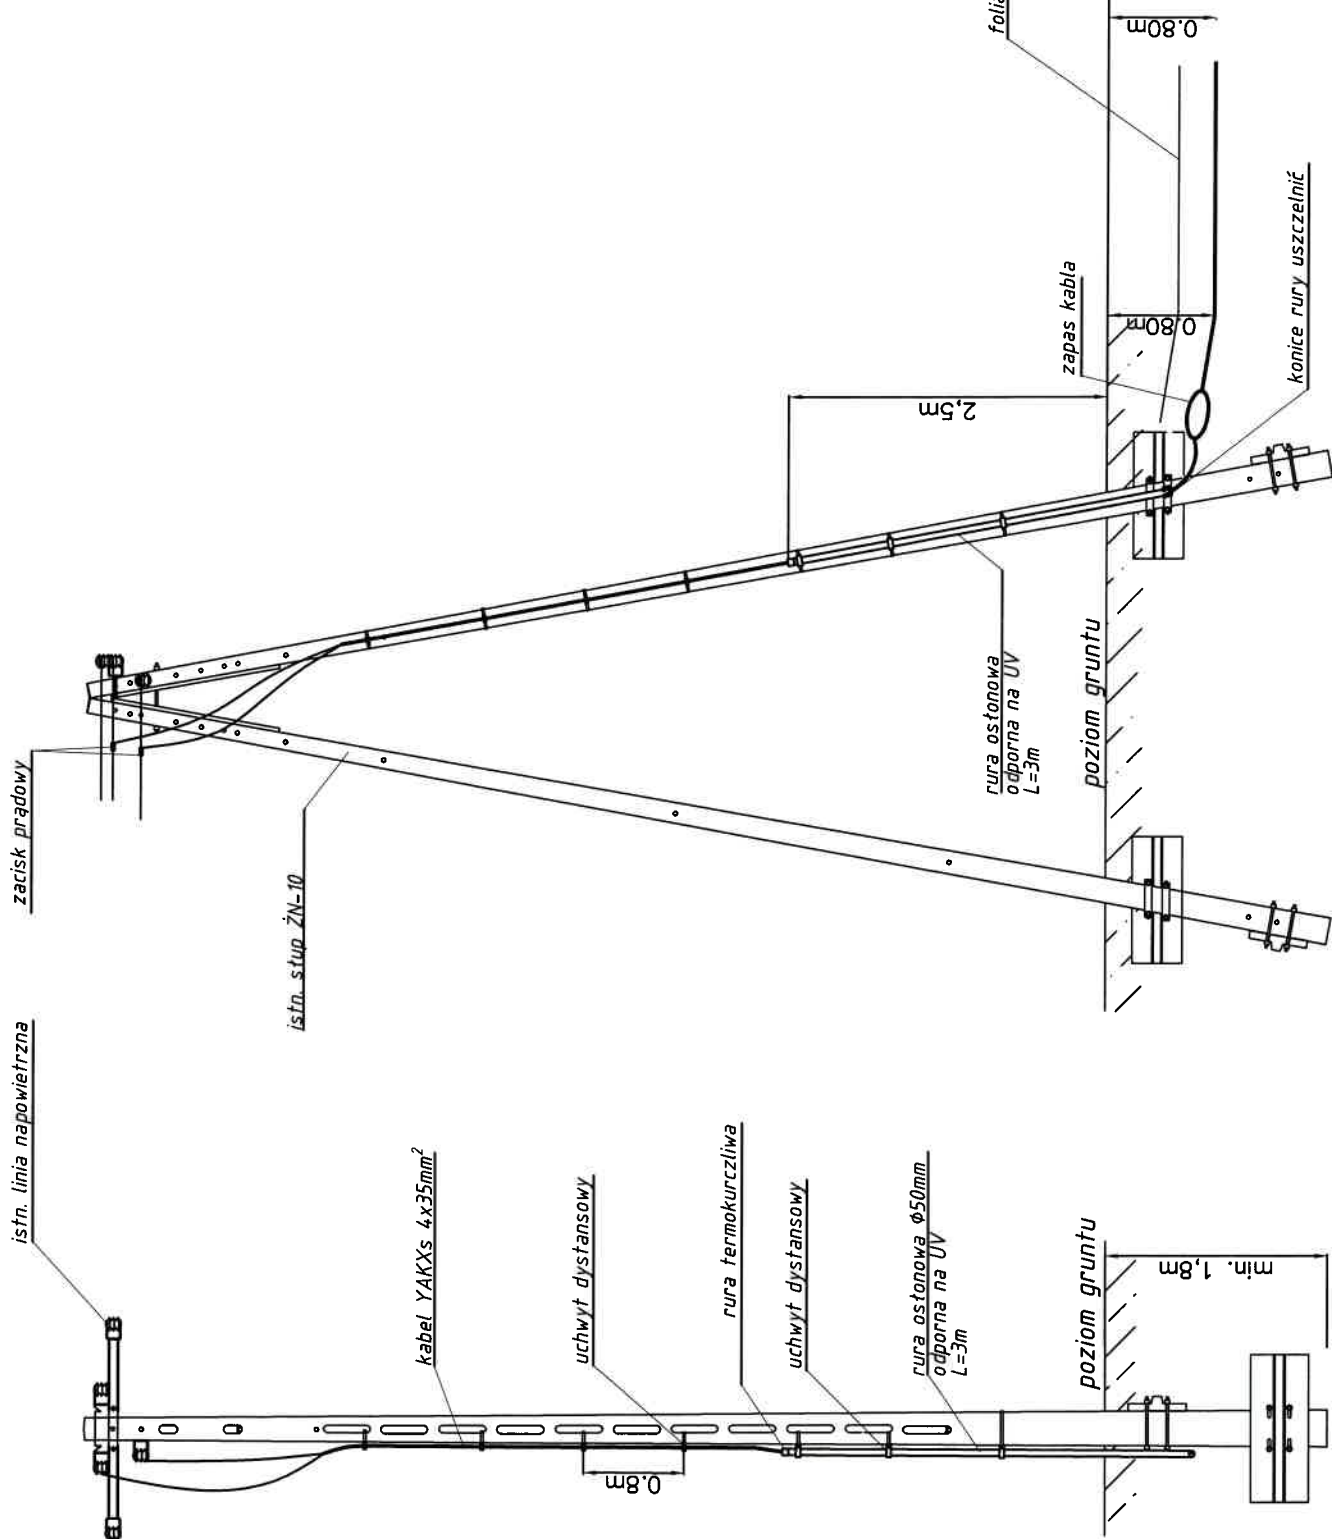 istn. linia napowietrzna
kabel YAKXs 4x35mm²
uchwyt dystansowy
0.8m
rura termokurczliwa
uchwyt dystansowy
rura osłonowa ϕ50mm
odporna na UV
L=3m
poziom gruntu
min. 1,8m
zacisk prądowy
istn. słup ŻN-10
rura osłonowa
odporna na UV
L=3m
poziom gruntu
2,5m
zapas kabla
0.80m
konice rury uszczelnić
folia
0.80m